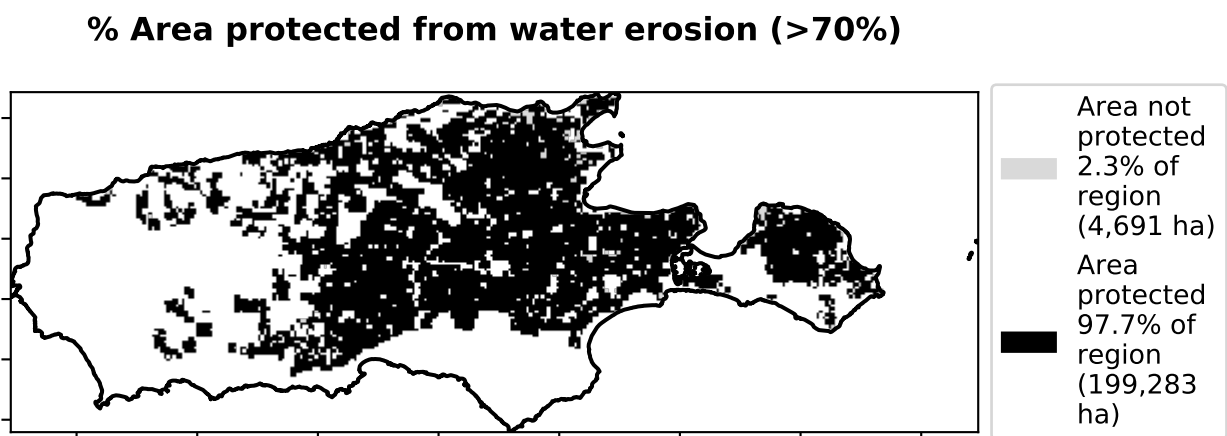 % Area protected from water erosion (>70%)
Area not
protected
2.3% of
region
(4,691 ha)
Area
protected
97.7% of
region
(199,283
ha)